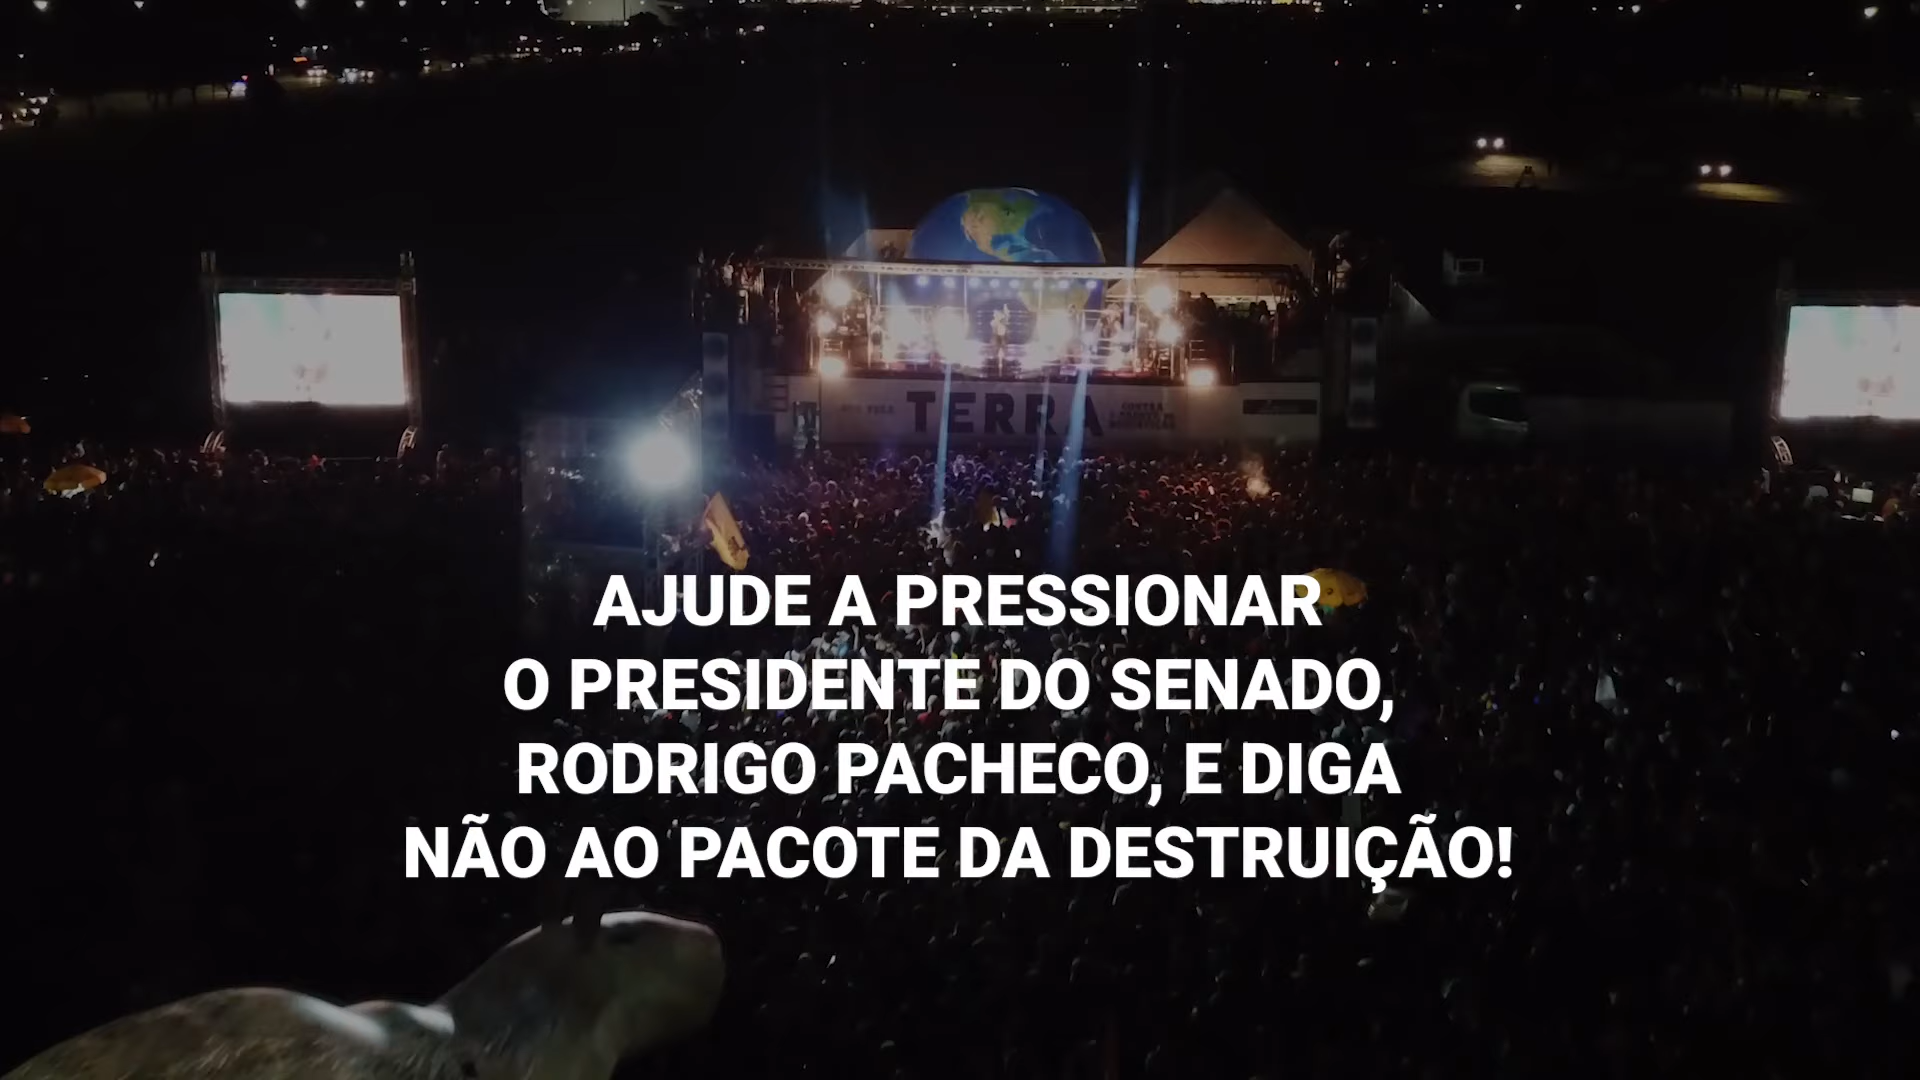 TERRA
AJUDE A PRESSIONAR
O PRESIDENTE DO SENADO,
RODRIGO PACHECO, E DIGA
NÃO AO PACOTE DA DESTRUIÇÃO!